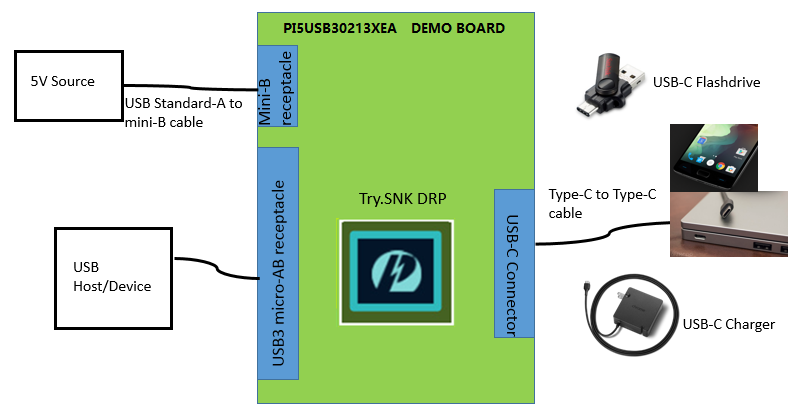 PI5USB30213XEA DEMO BOARD
5V Source
USB Standard-A to
mini-B cable
Mini-B
receptacle
USB3 micro-AB receptacle
USB
Host/Device
Try.SNK DRP
USB-C Connector
USB-C Flashdrive
Type-C to Type-C
cable
USB-C Charger